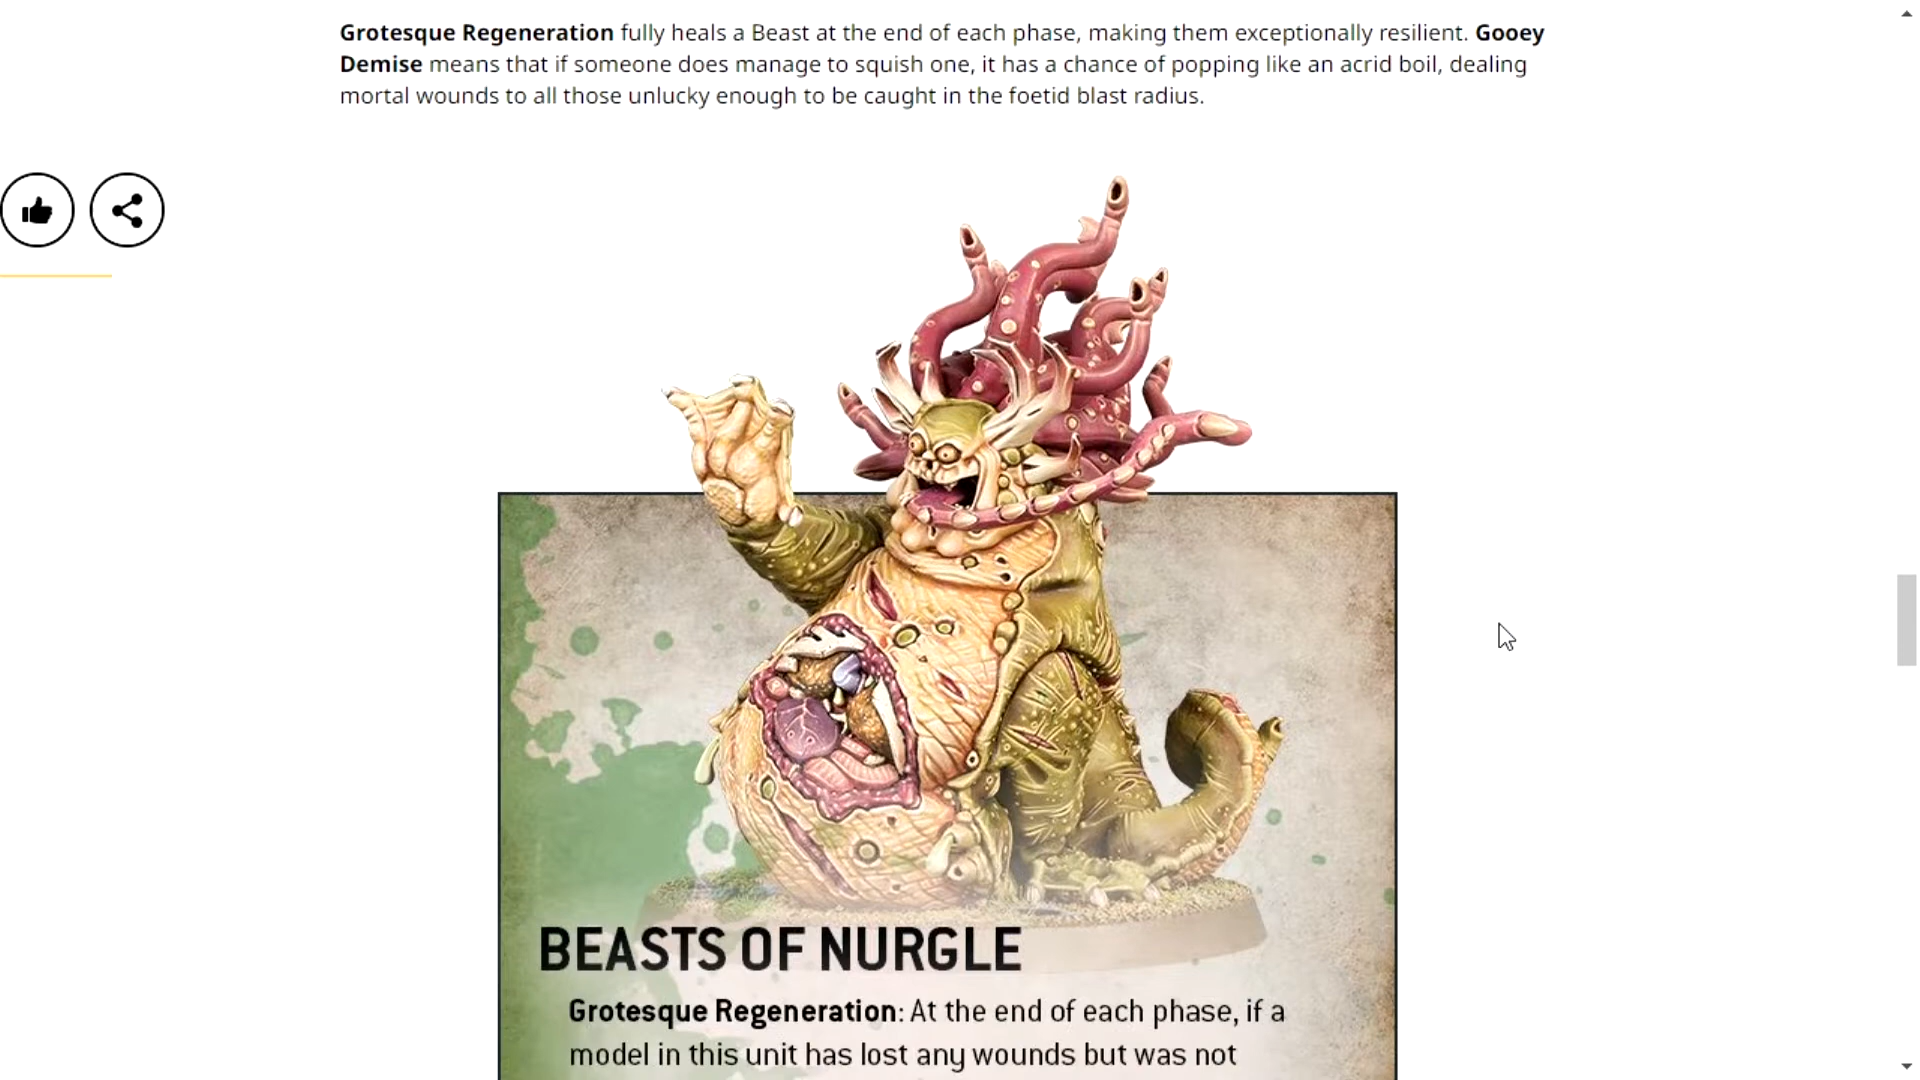 Grotesque Regeneration fully heals a Beast at the end of each phase, making them exceptionally resilient. Gooey
Demise means that if someone does manage to squish one, it has a chance of popping like an acrid boil, dealing
mortal wounds to all those unlucky enough to be caught in the foetid blast radius.
BEASTS OF NURGLE
Grotesque Regeneration: At the end of each phase, if a
model in this unit has lost any wounds but was not